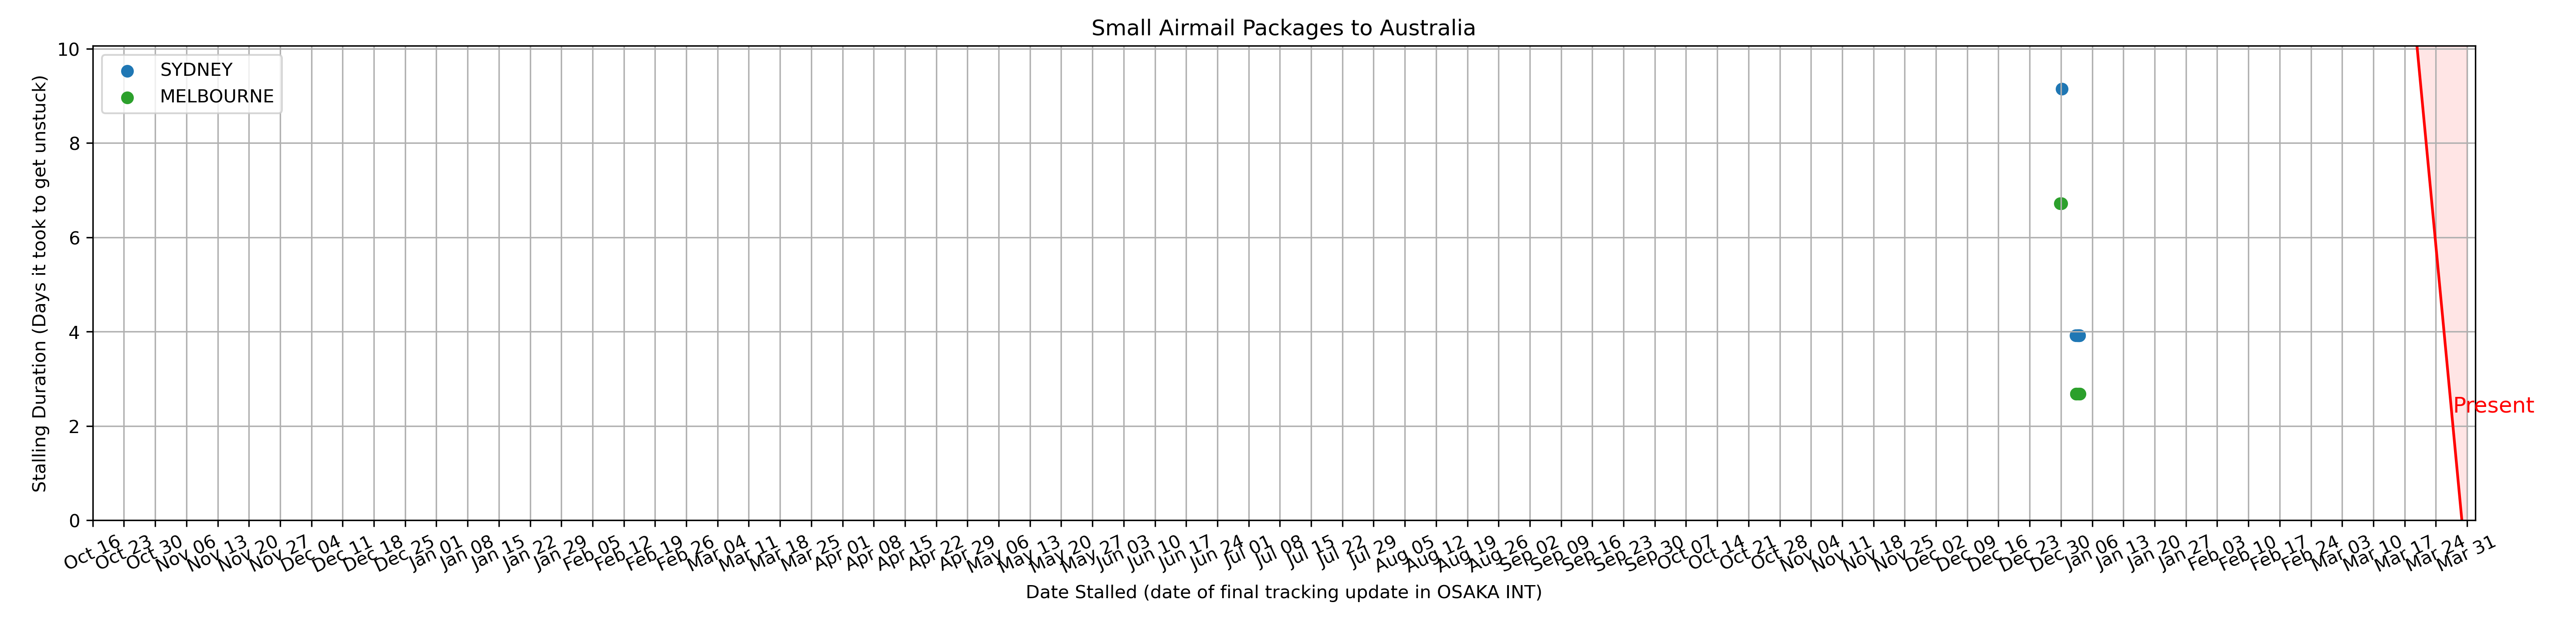 Small Airmail Packages to Australia
10
8
6
4
2
0
Stalling Duration (Days it took to get unstuck)
SYDNEY
MELBOURNE
Present
Oct 16
Oct 23
Oct 30
Nov 06
Nov 13
Nov 20
Nov 27
Dec 04
Dec 11
Dec 18
Dec 25
Jan 01
Jan 08
Jan 15
Jan 22
Jan 29
Feb 05
Feb 12
Feb 19
Feb 26
Mar 04
Mar 11
Mar 18
Mar 25
Apr 01
Apr 08
Apr 15
Apr 22
Apr 29
May 06
May 13
May 20
May 27
Jun 03
Jun 10
Jun 17
Jun 24
Jul 01
Jul 08
Jul 15
Jul 22
Jul 29
Aug 05
Aug 12
Aug 19
Aug 26
Sep 02
Sep 09
Sep 16
Sep 23
Sep 30
Oct 07
Oct 14
Oct 21
Oct 28
Nov 04
Nov 11
Nov 18
Nov 25
Dec 02
Dec 09
Dec 16
Dec 23
Dec 30
Jan 06
Jan 13
Jan 20
Jan 27
Feb 03
Feb 10
Feb 17
Feb 24
Mar 03
Mar 10
Mar 17
Mar 24
Mar 31
Date Stalled (date of final tracking update in OSAKA INT)